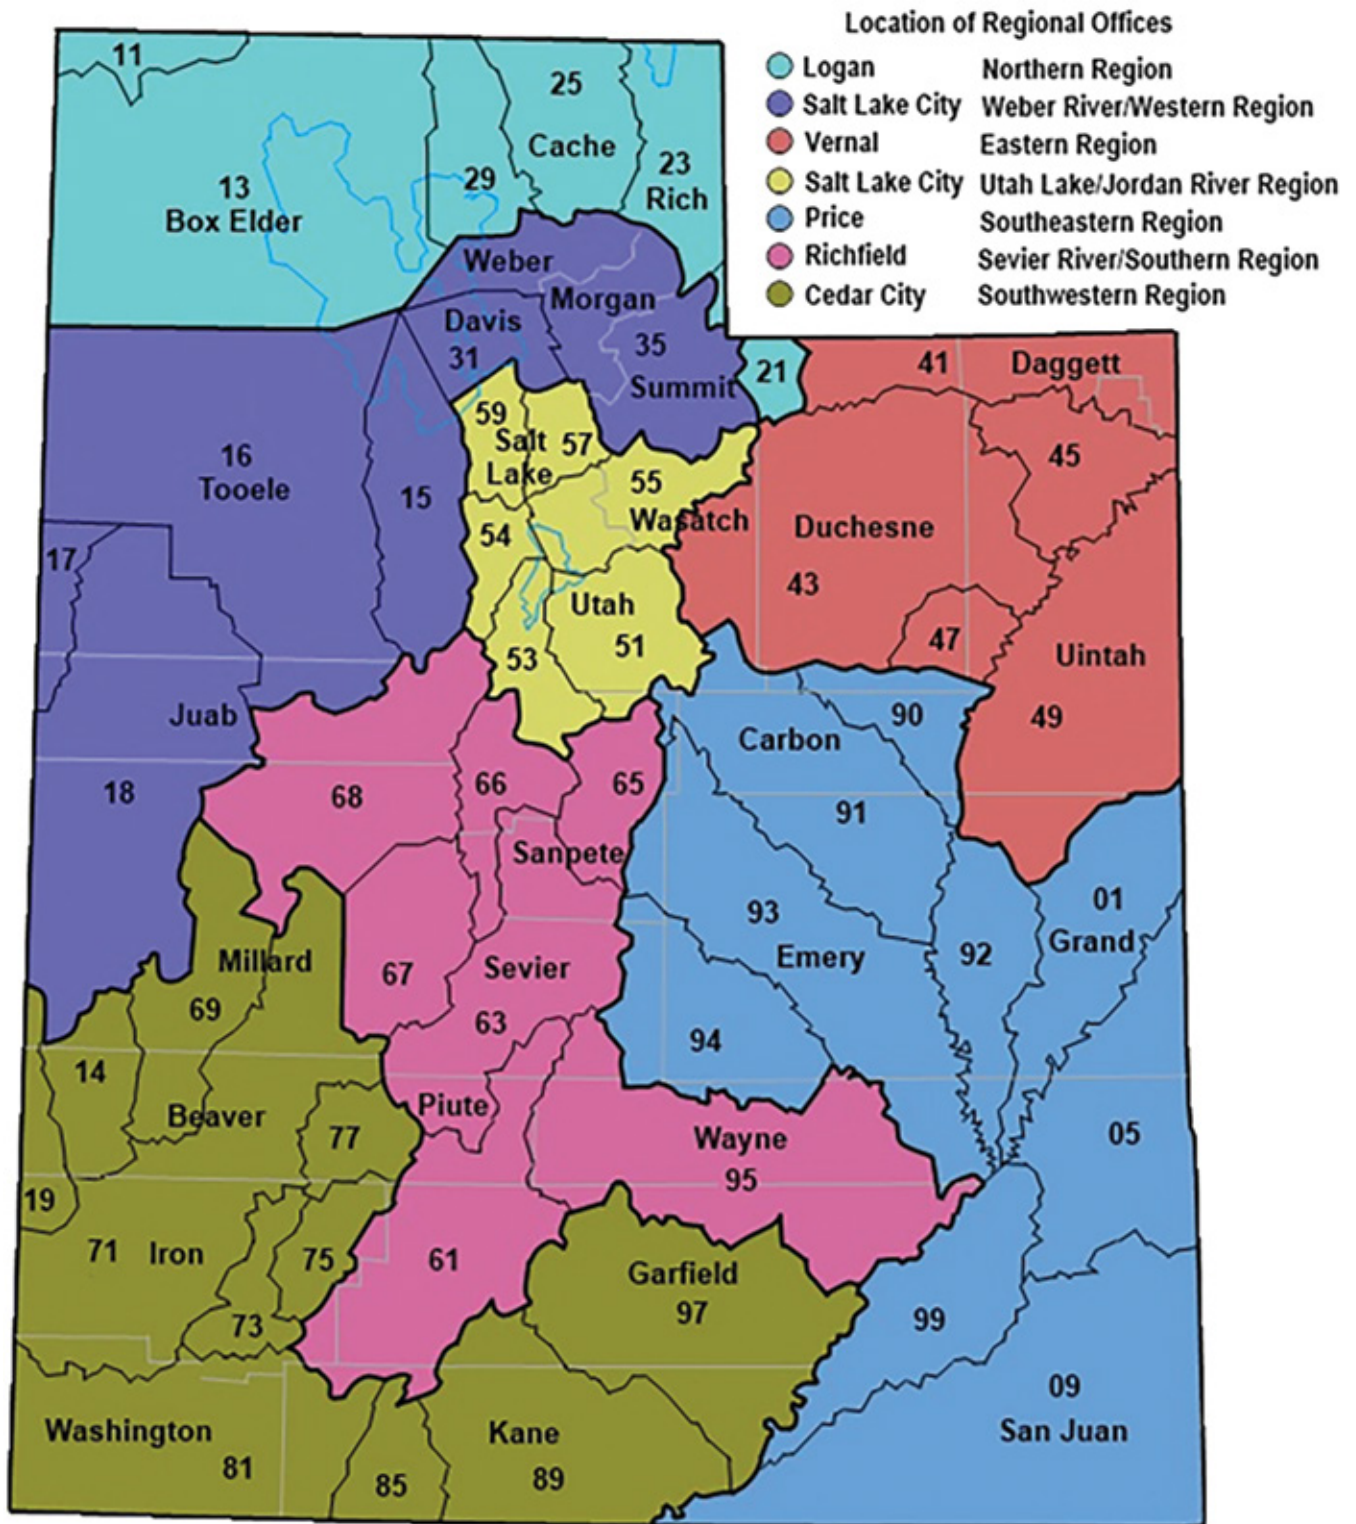 Location of Regional Offices
Logan Northern Region
Salt Lake City Weber River/Western Region
Vernal Eastern Region
Salt Lake City Utah Lake/Jordan River Region
Price Southeastern Region
Richfield Sevier River/Southern Region
Cedar City Southwestern Region
11
25
Cache
13
Box Elder
29
23
Rich
Weber
Morgan
Davis
31
35
Summit
21
41
Daggett
59
Salt
Lake
57
45
16
Tooele
15
55
Wasatch
54
Duchesne
43
17
Utah
51
53
47
Uintah
49
Juab
18
68
66
65
Carbon
90
91
Sanpete
93
Emery
92
01
Grand
Millard
69
67
Sevier
63
94
14
Beaver
77
Piute
Wayne
95
05
19
71 Iron
75
73
61
Garfield
97
99
09
San Juan
Washington
81
85
Kane
89